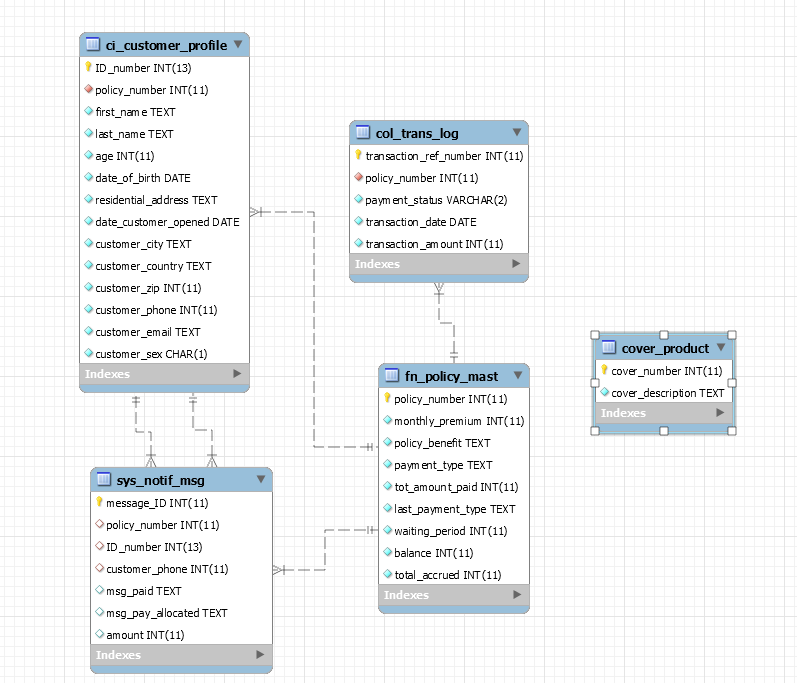 ci_customer_profile
ID_number INT(13)
policy_number INT(11)
first_name TEXT
last_name TEXT
age INT(11)
date_of_birth DATE
residential_address TEXT
date_customer_opened DATE
customer_city TEXT
customer_country TEXT
customer_zip INT(11)
customer_phone INT(11)
customer_email TEXT
customer_sex CHAR(1)
Indexes
col_trans_log
transaction_ref_number INT(11)
policy_number INT(11)
payment_status VARCHAR(2)
transaction_date DATE
transaction_amount INT(11)
Indexes
cover_product
cover_number INT(11)
cover_description TEXT
Indexes
fn_policy_mast
policy_number INT(11)
monthly_premium INT(11)
policy_benefit TEXT
payment_type TEXT
tot_amount_paid INT(11)
last_payment_type TEXT
waiting_period INT(11)
balance INT(11)
total_accrued INT(11)
Indexes
sys_notif_msg
message_ID INT(11)
policy_number INT(11)
ID_number INT(13)
customer_phone INT(11)
msg_paid TEXT
msg_pay_allocated TEXT
amount INT(11)
Indexes